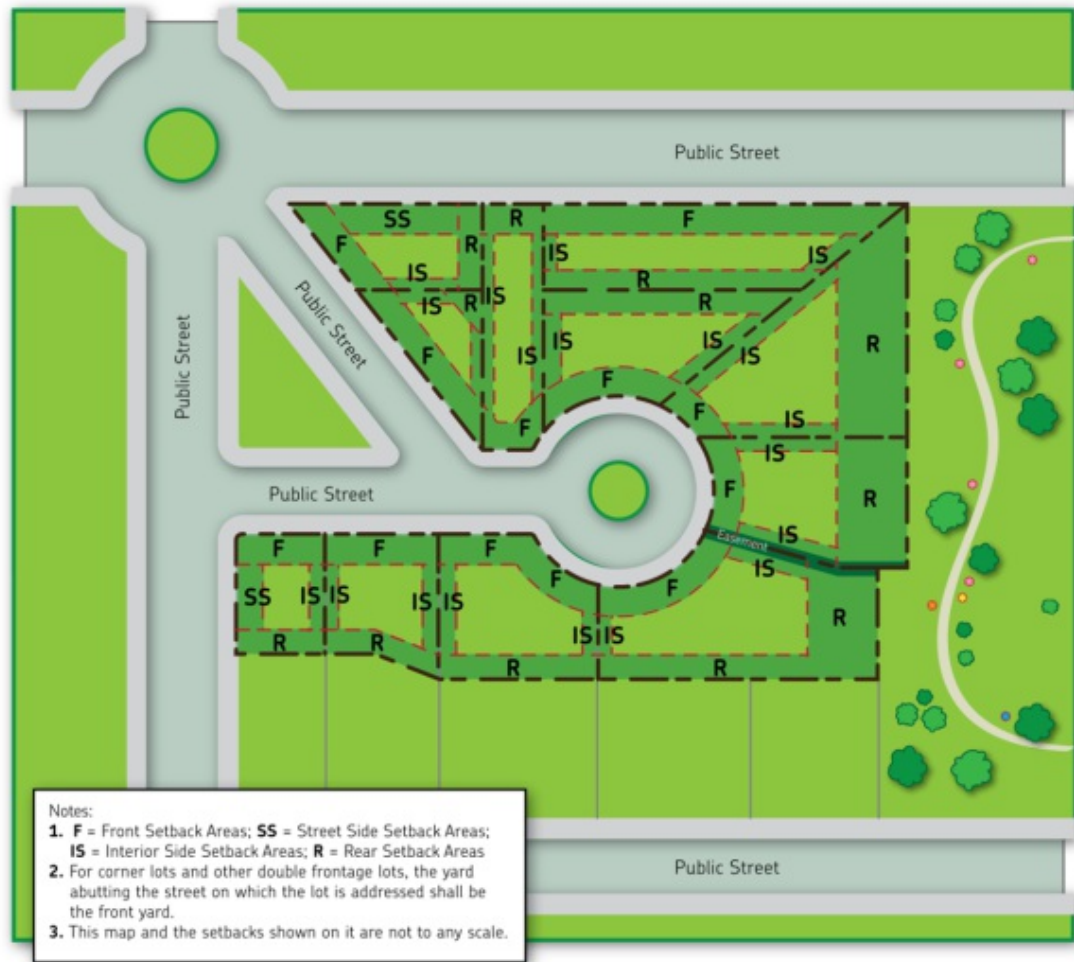 Public Street
SS R F
F R IS IS
IS R
IS R IS R
Public Street
Public Street
F IS IS IS IS R
F
F F IS
IS
F R
Public Street
IS
Easement
F F F IS
F F
SS IS IS IS IS R
IS IS
R R R R
Notes:
1. F = Front Setback Areas; SS = Street Side Setback Areas;
IS = Interior Side Setback Areas; R = Rear Setback Areas
2. For corner lots and other double frontage lots, the yard
abutting the street on which the lot is addressed shall be
the front yard.
3. This map and the setbacks shown on it are not to any scale.
Public Street